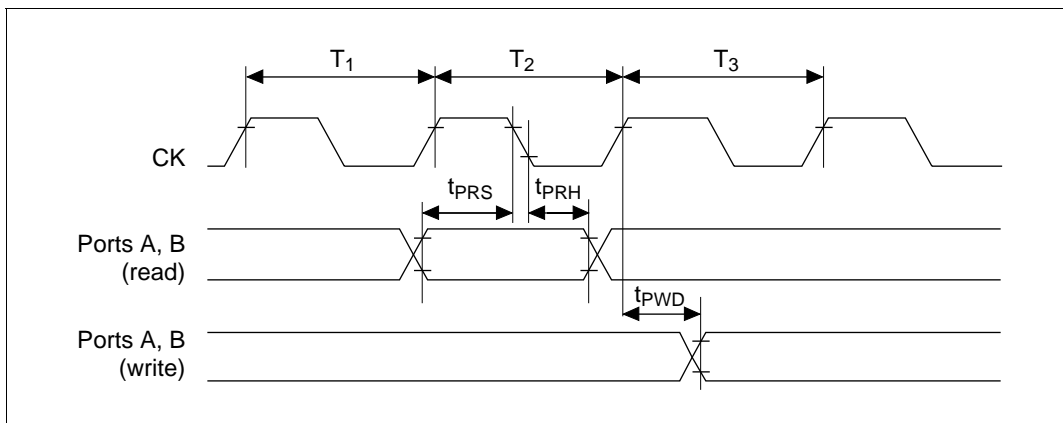 T₁ T₂ T₃
CK
tPRS tPRH
Ports A, B
(read)
tPWD
Ports A, B
(write)